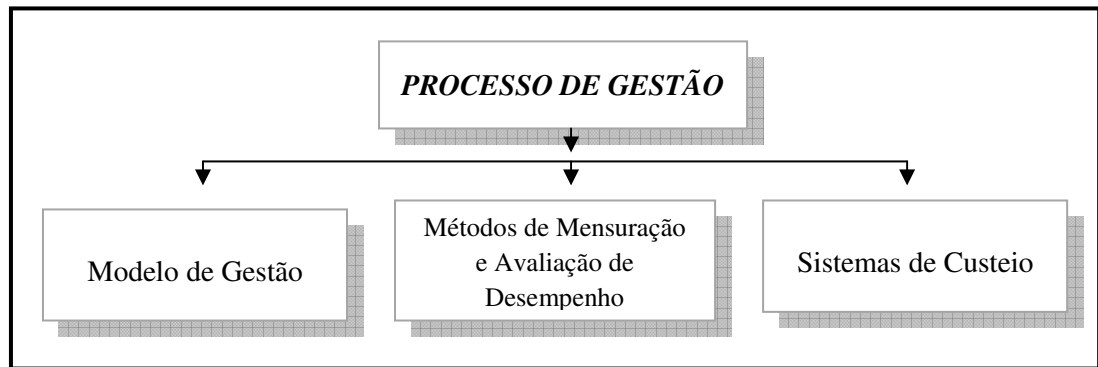 PROCESSO DE GESTÃO
Modelo de Gestão
Métodos de Mensuração
e Avaliação de
Desempenho
Sistemas de Custeio